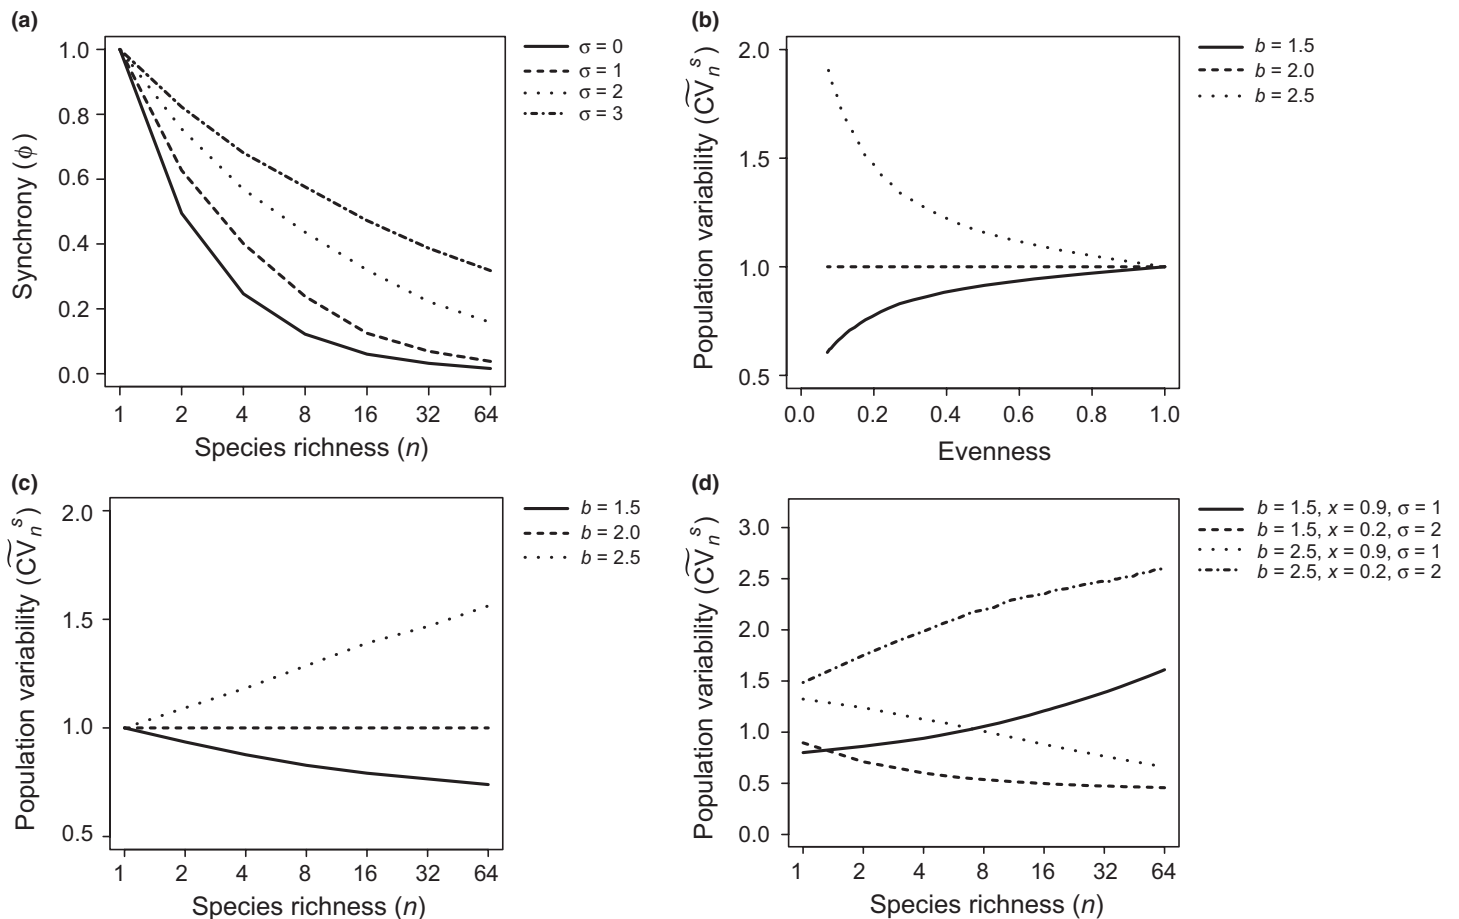 (a)
Synchrony (ϕ)
1.0
0.8
0.6
0.4
0.2
0.0
1 2 4 8 16 32 64
Species richness (n)
σ = 0
σ = 1
σ = 2
σ = 3
(b)
Population variability (C͠V_n^s)
2.0
1.5
1.0
0.5
0.0 0.2 0.4 0.6 0.8 1.0
Evenness
b = 1.5
b = 2.0
b = 2.5
(c)
Population variability (C͠V_n^s)
2.0
1.5
1.0
0.5
1 2 4 8 16 32 64
Species richness (n)
b = 1.5
b = 2.0
b = 2.5
(d)
Population variability (C͠V_n^s)
3.0
2.5
2.0
1.5
1.0
0.5
0.0
1 2 4 8 16 32 64
Species richness (n)
b = 1.5, x = 0.9, σ = 1
b = 1.5, x = 0.2, σ = 2
b = 2.5, x = 0.9, σ = 1
b = 2.5, x = 0.2, σ = 2